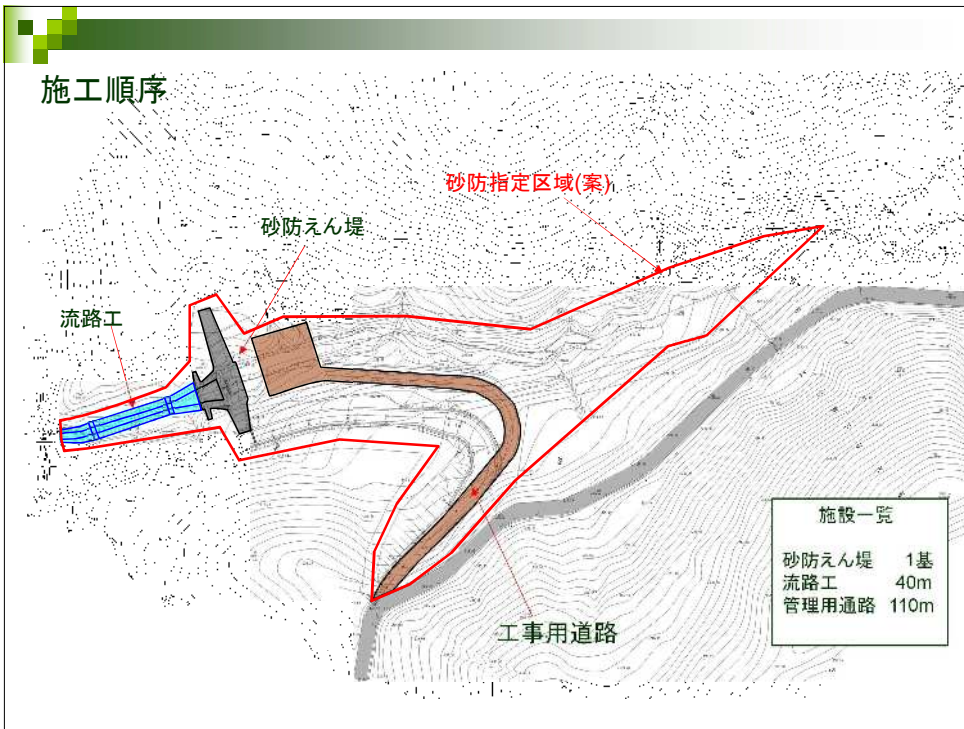 施工順序
砂防指定区域(案)
砂防えん堤
流路工
工事用道路
施設一覧
砂防えん堤 1基
流路工 40m
管理用通路 110m